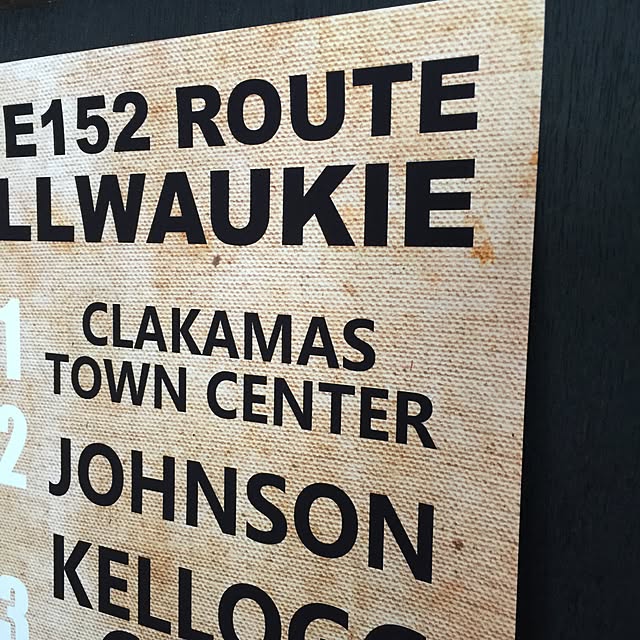 E152 ROUTE
LLWAUKIE
1 CLAKAMAS
TOWN CENTER
2 JOHNSON
3 KELLOGG